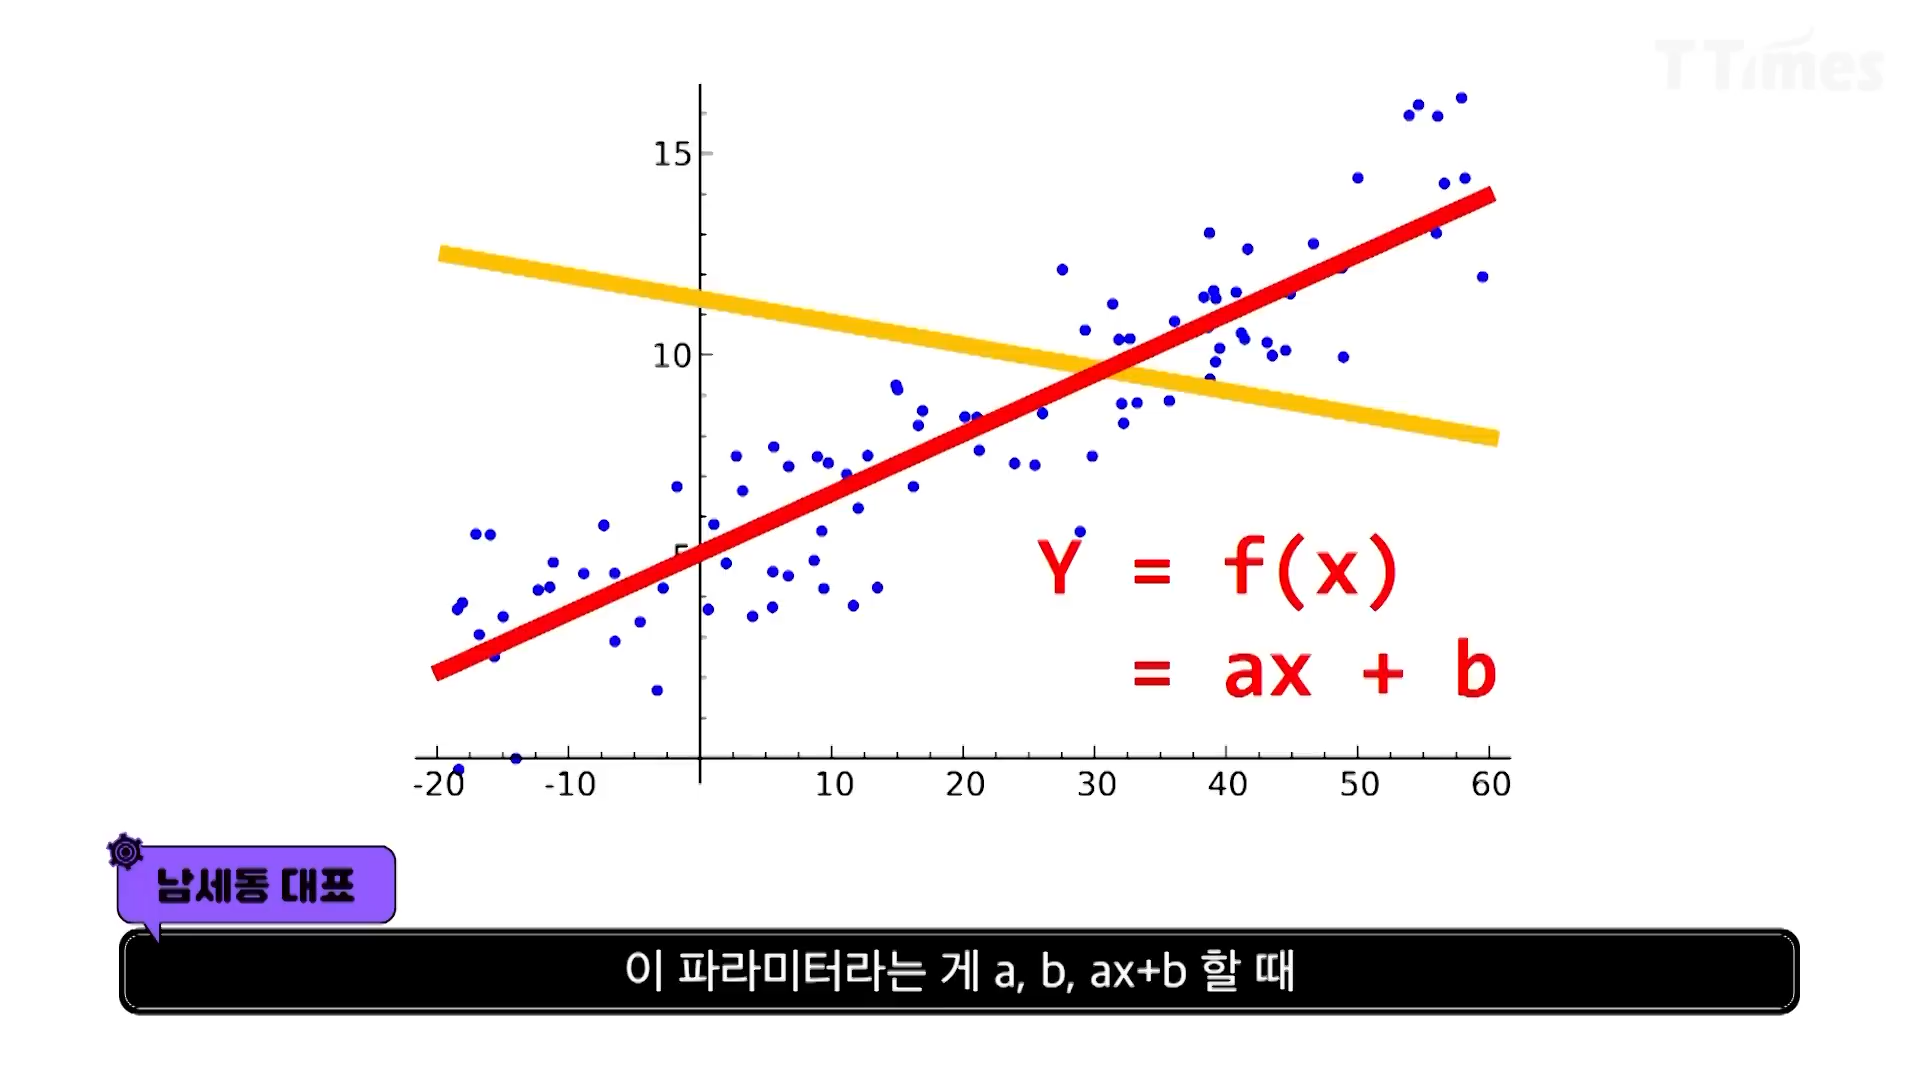 TTimes
15
10
5
Y = f(x)
= ax + b
-20 -10 10 20 30 40 50 60
남세동 대표
이 파라미터라는 게 a, b, ax+b 할 때